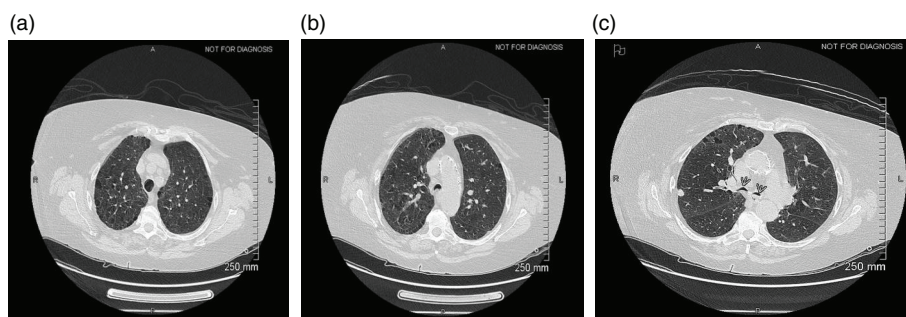 (a)
(b)
(c)
A
NOT FOR DIAGNOSIS
R
L
250 mm
A
NOT FOR DIAGNOSIS
R
L
250 mm
A
NOT FOR DIAGNOSIS
R
L
250 mm